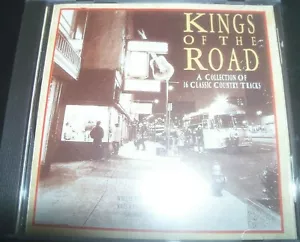 KINGS
OF THE
ROAD
A COLLECTION OF
16 CLASSIC COUNTRY TRACKS